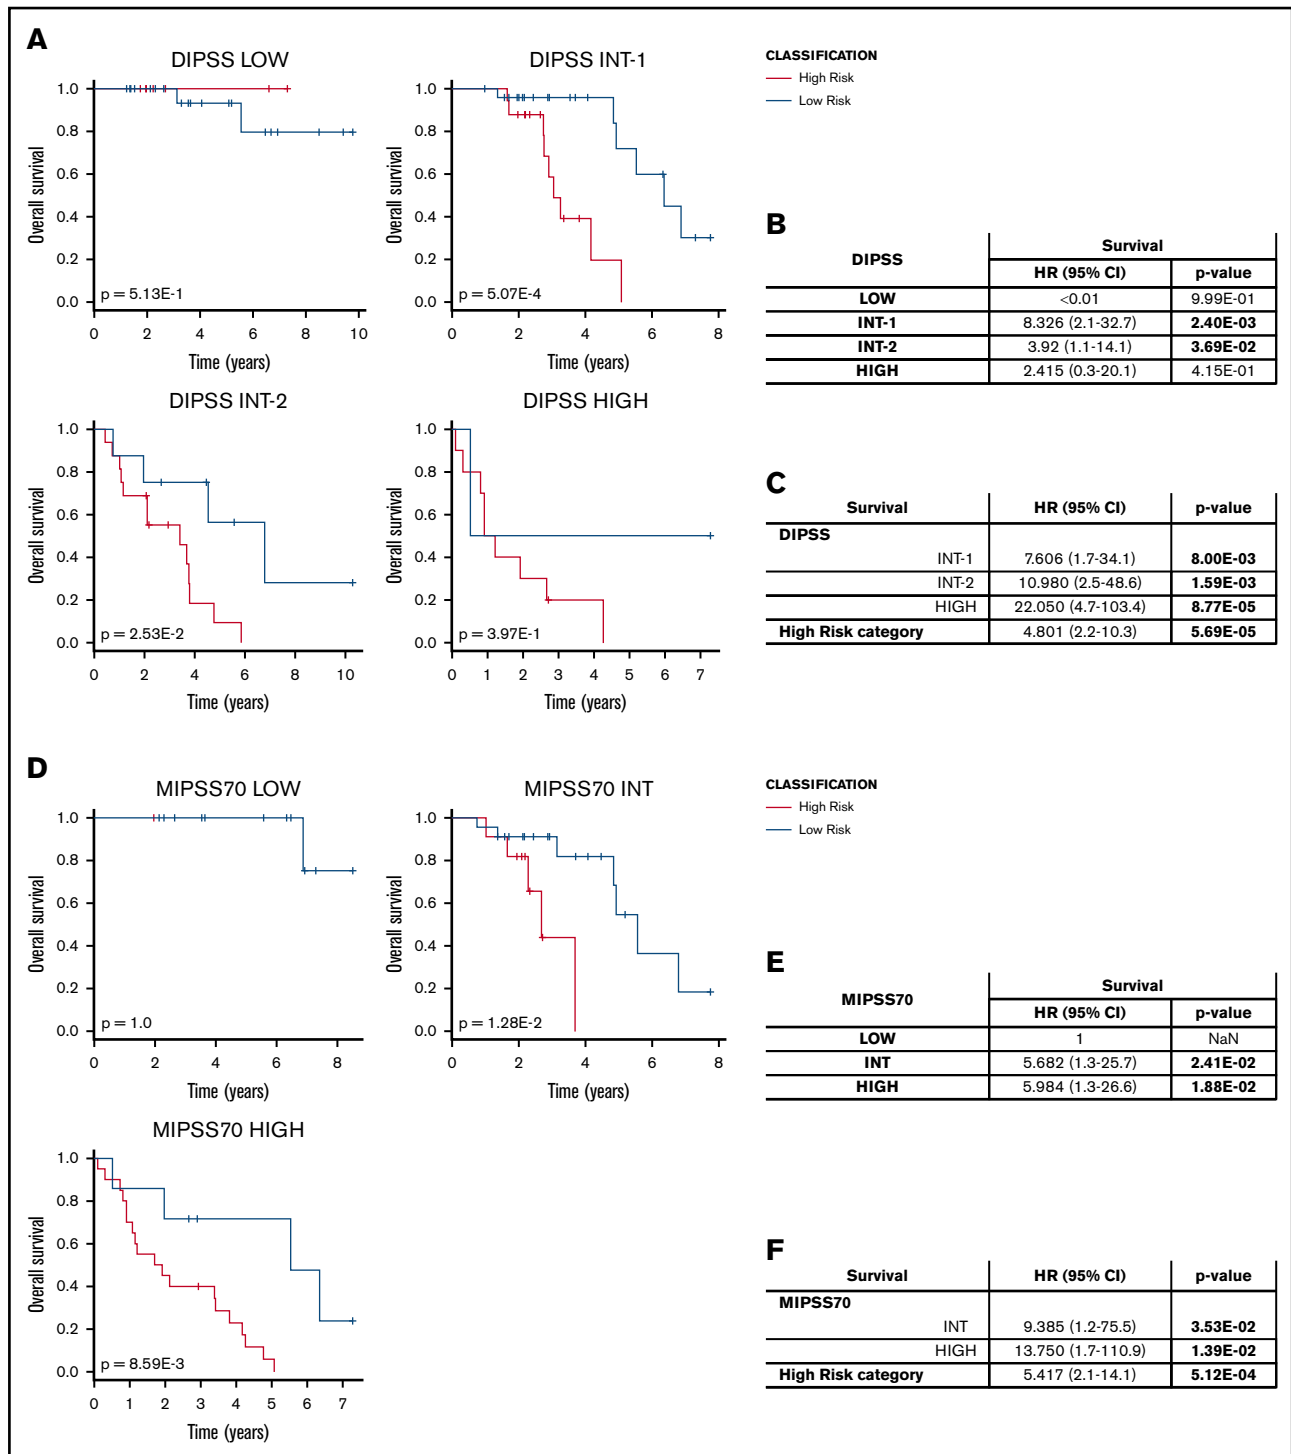 A
DIPSS LOW
Overall survival
1.0
0.8
0.6
0.4
0.2
0.0
p = 5.13E-1
0 2 4 6 8 10
Time (years)
DIPSS INT-1
Overall survival
1.0
0.8
0.6
0.4
0.2
0.0
p = 5.07E-4
0 2 4 6 8
Time (years)
CLASSIFICATION
High Risk
Low Risk
DIPSS INT-2
Overall survival
1.0
0.8
0.6
0.4
0.2
0.0
p = 2.53E-2
0 2 4 6 8 10
Time (years)
DIPSS HIGH
Overall survival
1.0
0.8
0.6
0.4
0.2
0.0
p = 3.97E-1
0 1 2 3 4 5 6 7
Time (years)
B
DIPSS Survival
HR (95% CI) p-value
LOW <0.01 9.99E-01
INT-1 8.326 (2.1-32.7) 2.40E-03
INT-2 3.92 (1.1-14.1) 3.69E-02
HIGH 2.415 (0.3-20.1) 4.15E-01
C
Survival HR (95% CI) p-value
DIPSS
INT-1 7.606 (1.7-34.1) 8.00E-03
INT-2 10.980 (2.5-48.6) 1.59E-03
HIGH 22.050 (4.7-103.4) 8.77E-05
High Risk category 4.801 (2.2-10.3) 5.69E-05
D
MIPSS70 LOW
Overall survival
1.0
0.8
0.6
0.4
0.2
0.0
p = 1.0
0 2 4 6 8
Time (years)
MIPSS70 INT
Overall survival
1.0
0.8
0.6
0.4
0.2
0.0
p = 1.28E-2
0 2 4 6 8
Time (years)
CLASSIFICATION
High Risk
Low Risk
MIPSS70 HIGH
Overall survival
1.0
0.8
0.6
0.4
0.2
0.0
p = 8.59E-3
0 1 2 3 4 5 6 7
Time (years)
E
MIPSS70 Survival
HR (95% CI) p-value
LOW 1 NaN
INT 5.682 (1.3-25.7) 2.41E-02
HIGH 5.984 (1.3-26.6) 1.88E-02
F
Survival HR (95% CI) p-value
MIPSS70
INT 9.385 (1.2-75.5) 3.53E-02
HIGH 13.750 (1.7-110.9) 1.39E-02
High Risk category 5.417 (2.1-14.1) 5.12E-04